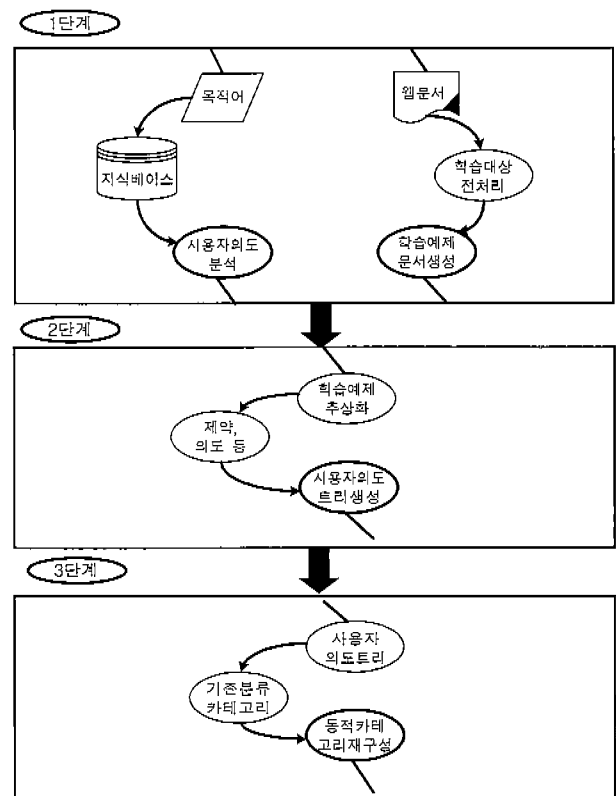 1단계
목적어
지식베이스
사용자의도
분석
웹문서
학습대상
전처리
학습예제
문서생성
2단계
학습예제
추상화
제약,
의도 등
사용자의도
트리생성
3단계
사용자
의도트리
기존분류
카테고리
동적카테
고리재구성